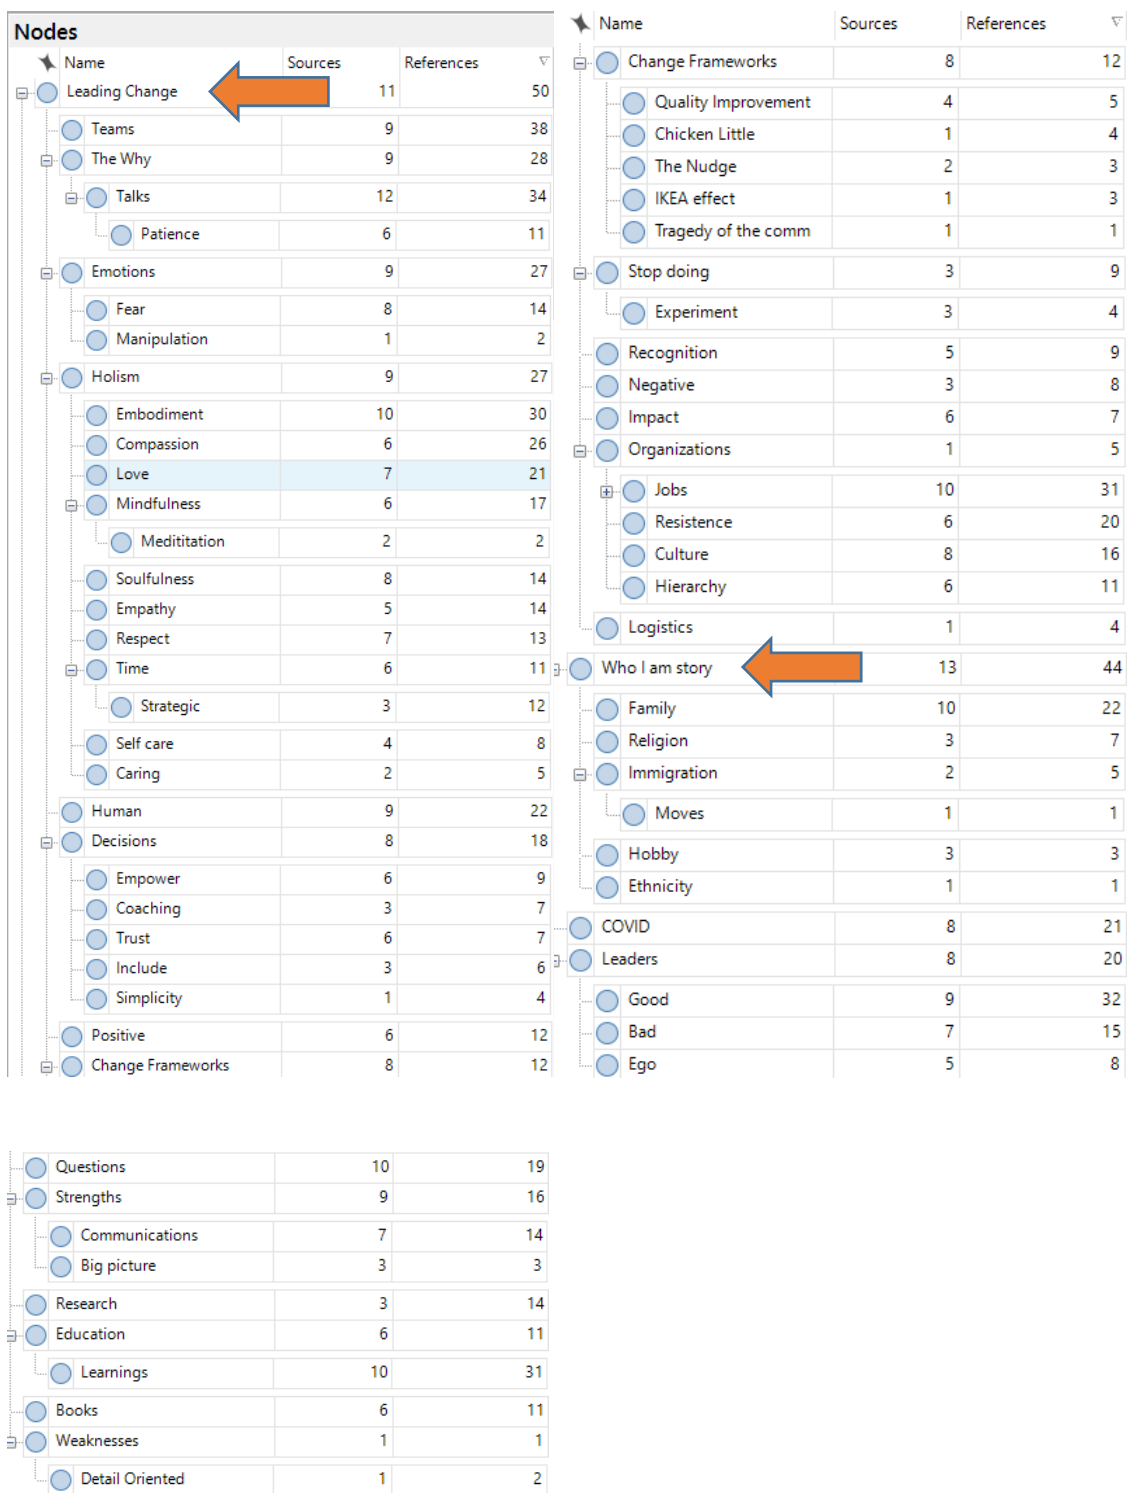 Nodes
Name Sources References
Leading Change 11 50
Teams 9 38
The Why 9 28
Talks 12 34
Patience 6 11
Emotions 9 27
Fear 8 14
Manipulation 1 2
Holism 9 27
Embodiment 10 30
Compassion 6 26
Love 7 21
Mindfulness 6 17
Medititation 2 2
Soulfulness 8 14
Empathy 5 14
Respect 7 13
Time 6 11
Strategic 3 12
Self care 4 8
Caring 2 5
Human 9 22
Decisions 8 18
Empower 6 9
Coaching 3 7
Trust 6 7
Include 3 6
Simplicity 1 4
Positive 6 12
Change Frameworks 8 12
Name Sources References
Change Frameworks 8 12
Quality Improvement 4 5
Chicken Little 1 4
The Nudge 2 3
IKEA effect 1 3
Tragedy of the comm 1 1
Stop doing 3 9
Experiment 3 4
Recognition 5 9
Negative 3 8
Impact 6 7
Organizations 1 5
Jobs 10 31
Resistence 6 20
Culture 8 16
Hierarchy 6 11
Logistics 1 4
Who I am story 13 44
Family 10 22
Religion 3 7
Immigration 2 5
Moves 1 1
Hobby 3 3
Ethnicity 1 1
COVID 8 21
Leaders 8 20
Good 9 32
Bad 7 15
Ego 5 8
Questions 10 19
Strengths 9 16
Communications 7 14
Big picture 3 3
Research 3 14
Education 6 11
Learnings 10 31
Books 6 11
Weaknesses 1 1
Detail Oriented 1 2